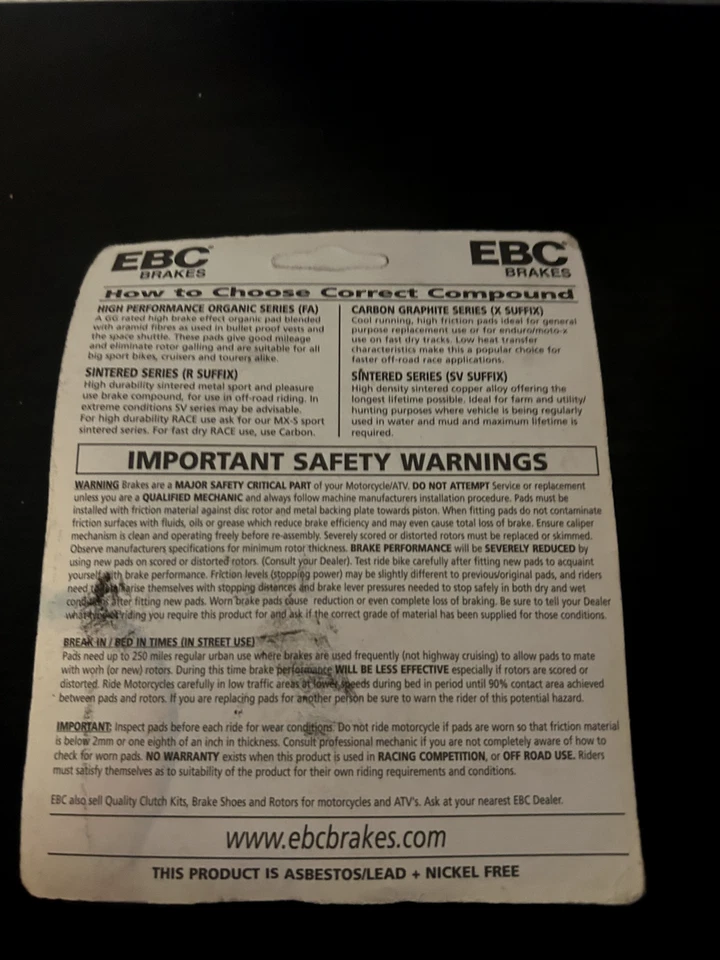 EBC
BRAKES
EBC
BRAKES
How to Choose Correct Compound
HIGH PERFORMANCE ORGANIC SERIES (FA)
A GG rated high brake effect organic pad blended
with aramid fibres as used in bullet proof vests and
the space shuttle. These pads give good mileage
and eliminate rotor galling and are suitable for all
big sport bikes, cruisers and tourers alike.
SINTERED SERIES (R SUFFIX)
High durability sintered metal sport and pleasure
use brake compound, for use in off-road riding. In
extreme conditions SV series may be advisable.
For high durability RACE use ask for our MX-S sport
sintered series. For fast dry RACE use, use Carbon.
CARBON GRAPHITE SERIES (X SUFFIX)
Cool running, high friction pads ideal for general
purpose replacement use or for enduro/moto-x
use on fast dry tracks. Low heat transfer
characteristics make this a popular choice for
faster off-road race applications.
SINTERED SERIES (SV SUFFIX)
High density sintered copper alloy offering the
longest lifetime possible. Ideal for farm and utility/
hunting purposes where vehicle is being regularly
used in water and mud and maximum lifetime is
required.
IMPORTANT SAFETY WARNINGS
WARNING Brakes are a MAJOR SAFETY CRITICAL PART of your Motorcycle/ATV. DO NOT ATTEMPT Service or replacement
unless you are a QUALIFIED MECHANIC and always follow machine manufacturers installation procedure. Pads must be
installed with friction material against disc rotor and metal backing plate towards piston. When fitting pads do not contaminate
friction surfaces with fluids, oils or grease which reduce brake efficiency and may even cause total loss of brake. Ensure caliper
mechanism is clean and operating freely before re-assembly. Severely scored or distorted rotors must be replaced or skimmed.
Observe manufacturers specifications for minimum rotor thickness. BRAKE PERFORMANCE will be SEVERELY REDUCED by
using new pads on scored or distorted rotors. (Consult your Dealer). Test ride bike carefully after fitting new pads to acquaint
yourself with brake performance. Friction levels (stopping power) may be slightly different to previous/original pads, and riders
need to arise themselves with stopping distances and brake lever pressures needed to stop safely in both dry and wet
conditions after fitting new pads. Worn brake pads cause reduction or even complete loss of braking. Be sure to tell your Dealer
riding you require this product for and ask if the correct grade of material has been supplied for those conditions.
BREAK IN / BED IN TIMES (IN STREET USE)
Pads need up to 250 miles regular urban use where brakes are used frequently (not highway cruising) to allow pads to mate
with worn (or new) rotors. During this time brake performance WILL BE LESS EFFECTIVE especially if rotors are scored or
distorted. Ride Motorcycles carefully in low traffic areas at lower speeds during bed in period until 90% contact area achieved
between pads and rotors. If you are replacing pads for another person be sure to warn the rider of this potential hazard.
IMPORTANT: Inspect pads before each ride for wear conditions. Do not ride motorcycle if pads are worn so that friction material
is below 2mm or one eighth of an inch in thickness. Consult professional mechanic if you are not completely aware of how to
check for worn pads. NO WARRANTY exists when this product is used in RACING COMPETITION, or OFF ROAD USE. Riders
must satisfy themselves as to suitability of the product for their own riding requirements and conditions.
EBC also sell Quality Clutch Kits, Brake Shoes and Rotors for motorcycles and ATV's. Ask at your nearest EBC Dealer.
www.ebcbrakes.com
THIS PRODUCT IS ASBESTOS/LEAD + NICKEL FREE